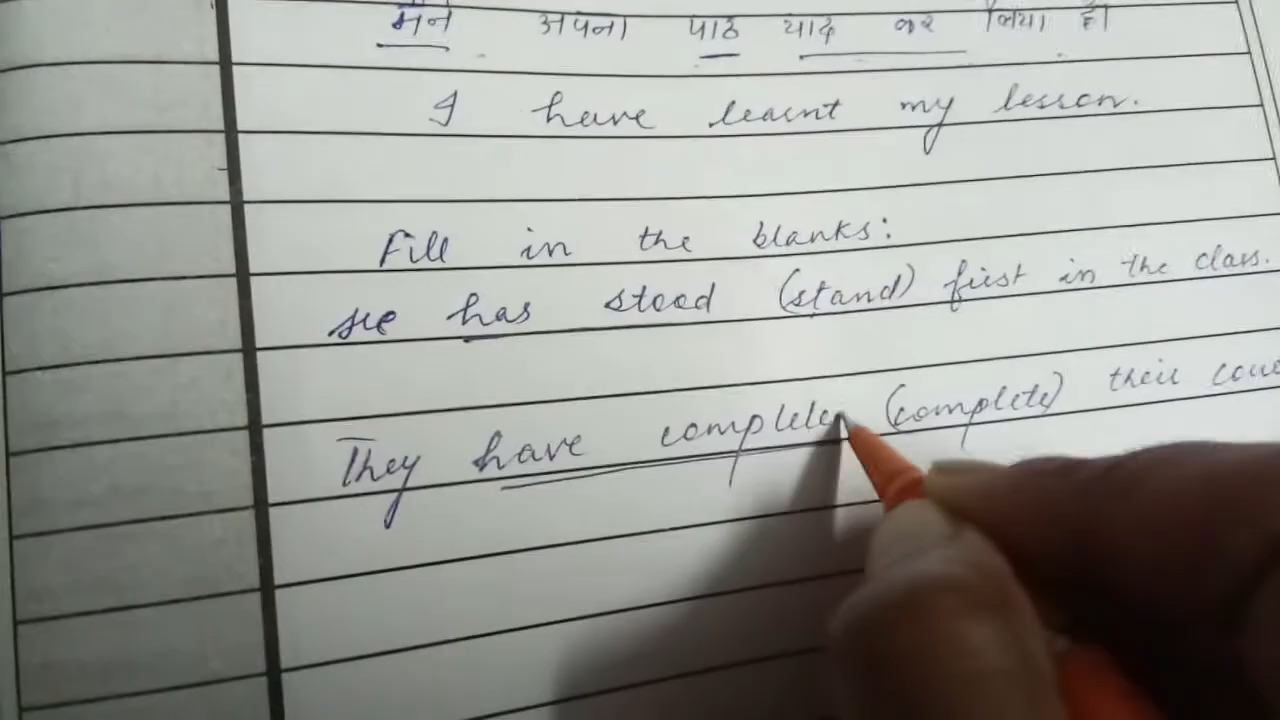 मैंने अपना पाठ याद कर लिया है।
I have learnt my lesson.
Fill in the blanks:
has stood (stand) first in the class.
They have complete (complete) their